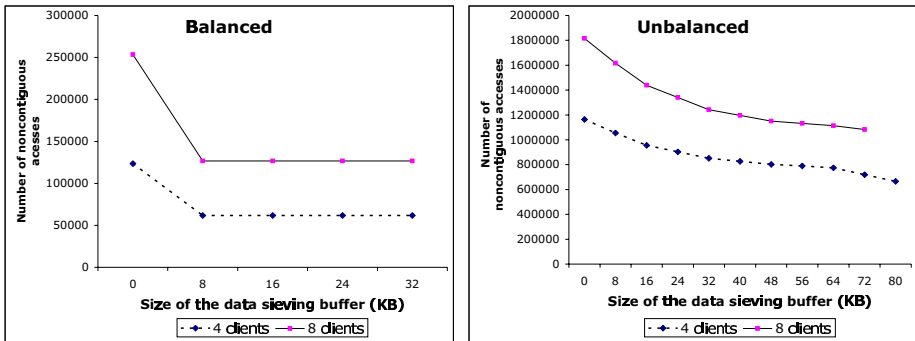 Balanced
300000
250000
200000
150000
100000
50000
0
Number of noncontiguous
acesses
0 8 16 24 32
Size of the data sieving buffer (KB)
4 clients 8 clients
Unbalanced
2000000
1800000
1600000
1400000
1200000
1000000
800000
600000
400000
200000
0
Number of
noncontiguous accesses
0 8 16 24 32 40 48 56 64 72 80
Size of the data sieving buffer (KB)
4 clients 8 clients